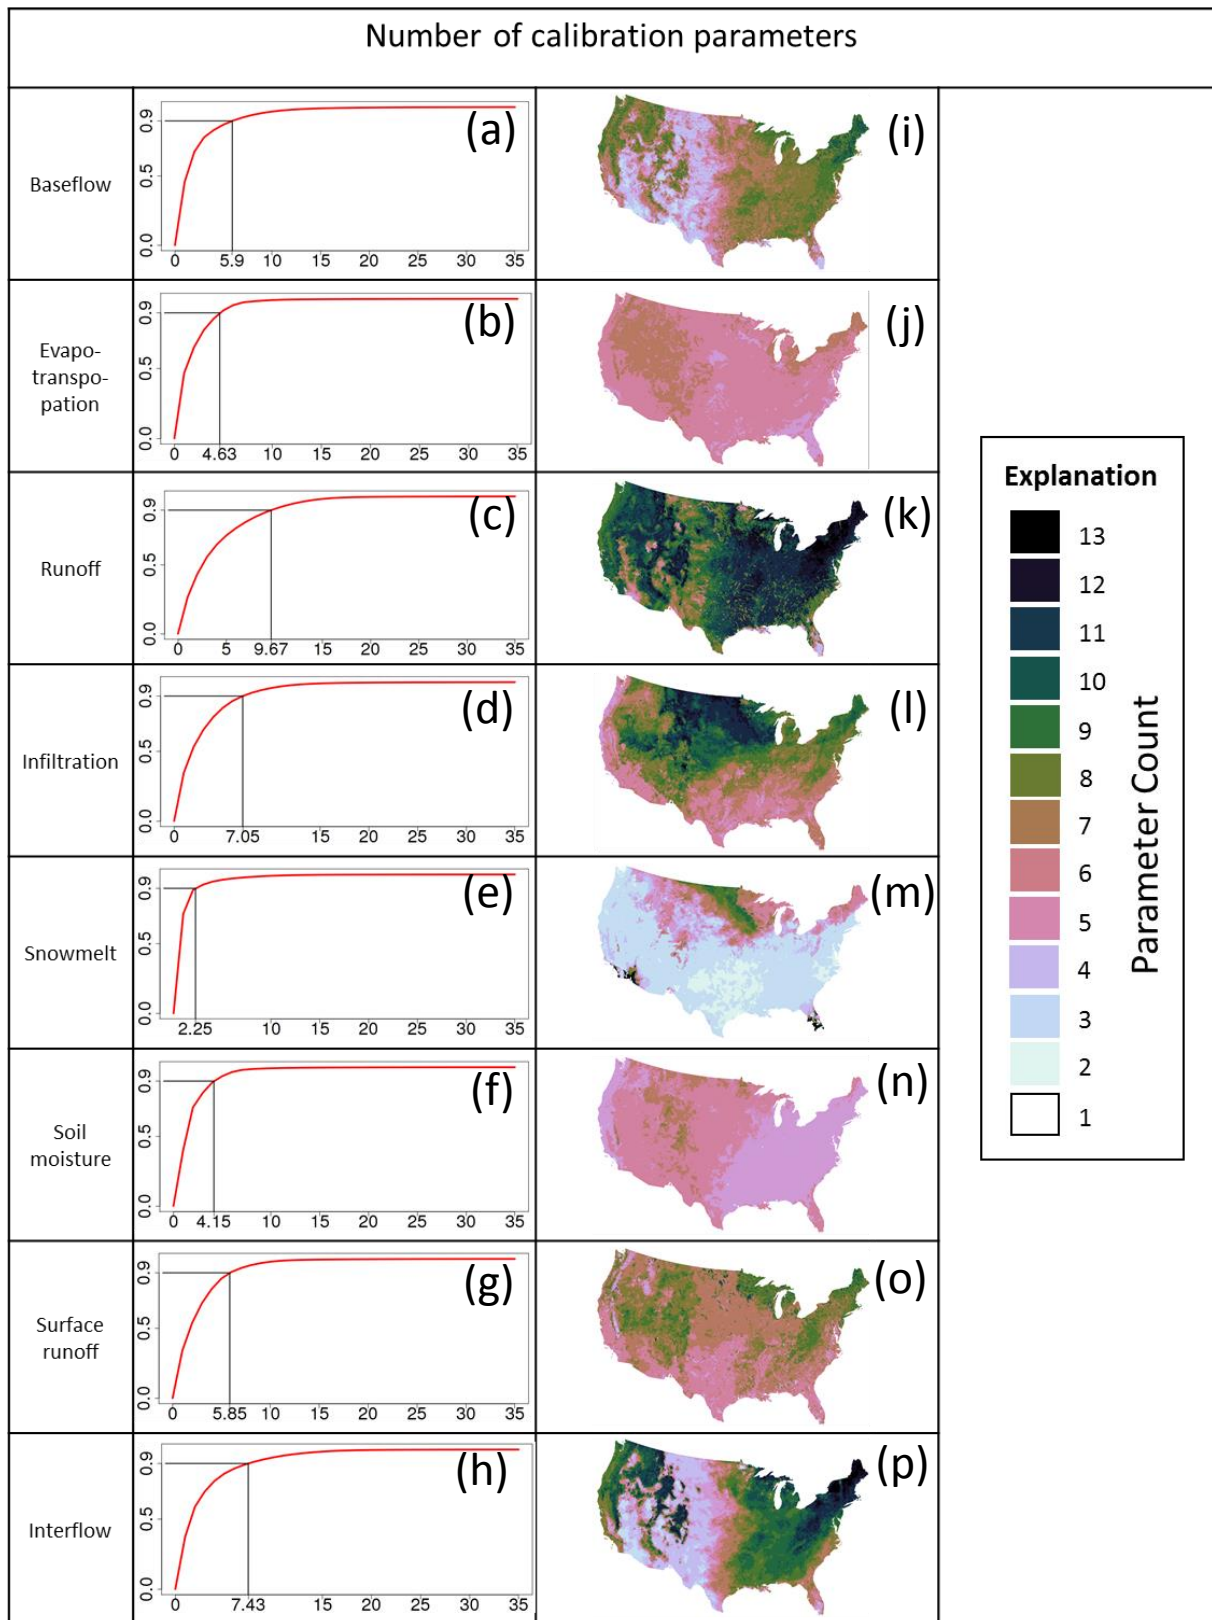 Number of calibration parameters
Baseflow
0.9
0.5
0.0
0 5.9 10 15 20 25 30 35
(a)
(i)
Evapo-
transpo-
pation
0.9
0.5
0.0
0 4.63 10 15 20 25 30 35
(b)
(j)
Runoff
0.9
0.5
0.0
0 5 9.67 15 20 25 30 35
(c)
(k)
Infiltration
0.9
0.5
0.0
0 7.05 15 20 25 30 35
(d)
(l)
Snowmelt
0.9
0.5
0.0
2.25 10 15 20 25 30 35
(e)
(m)
Soil
moisture
0.9
0.5
0.0
0 4.15 10 15 20 25 30 35
(f)
(n)
Surface
runoff
0.9
0.5
0.0
0 5.85 10 15 20 25 30 35
(g)
(o)
Interflow
0.9
0.5
0.0
0 7.43 15 20 25 30 35
(h)
(p)
Explanation
13
12
11
10
9
8
7
6
5
4
3
2
1
Parameter Count